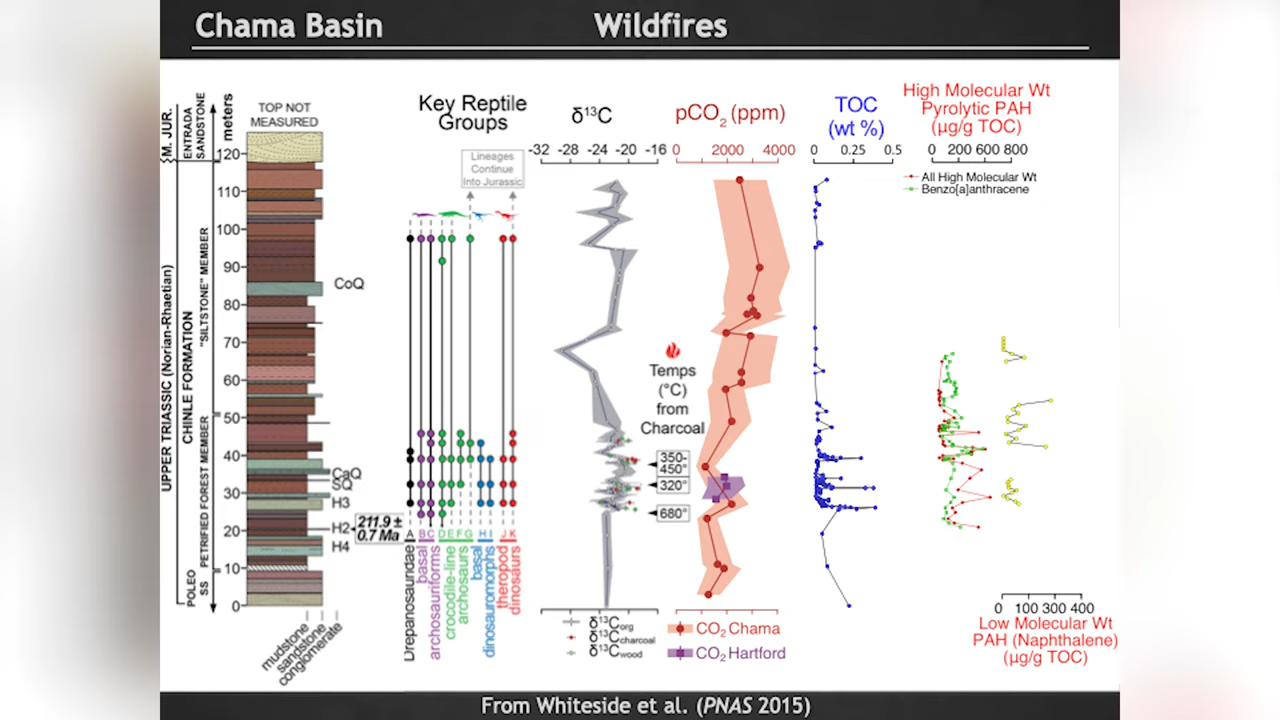 Chama Basin
Wildfires
M. JUR.
ENTRADA
SANDSTONE
meters
TOP NOT
MEASURED
Key Reptile
Groups
Lineages
Continue
Into Jurassic
δ13C
-32 -28 -24 -20 -16
pCO2 (ppm)
0 2000 4000
TOC
(wt %)
0 0.25 0.5
High Molecular Wt
Pyrolytic PAH
(µg/g TOC)
0 200 600 800
All High Molecular Wt
Benzo[a]anthracene
UPPER TRIASSIC (Norian-Rhaetian)
CHINLE FORMATION
"SILTSTONE" MEMBER
PETRIFIED FOREST MEMBER
POLEO
SS
120
110
100
90
80
70
60
50
40
30
20
10
0
CoQ
CaQ
SQ
H3
H2
H4
211.9 ±
0.7 Ma
mudstone
sandstone
conglomerate
A B C D E F G H I J K
Drepanosauridae
basal
archosauriforms
crocodile-line
archosaurs
basal
dinosauromorphs
theropod
dinosaurs
Temps
(°C)
from
Charcoal
350-
450°
320°
680°
δ13Corg
δ13Ccharcoal
δ13Cwood
CO2 Chama
CO2 Hartford
0 100 300 400
Low Molecular Wt
PAH (Naphthalene)
(µg/g TOC)
From Whiteside et al. (PNAS 2015)